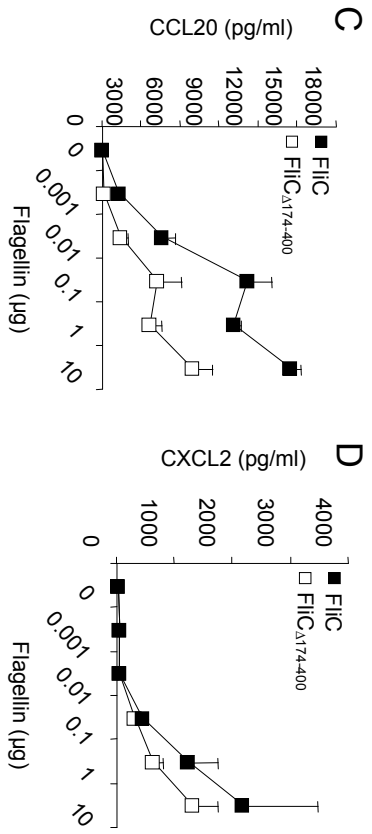 C
CCL20 (pg/ml)
18000
15000
12000
9000
6000
3000
0
FliC
FliCΔ174-400
0
0.001
0.01
0.1
1
10
Flagellin (μg)
D
CXCL2 (pg/ml)
4000
3000
2000
1000
0
FliC
FliCΔ174-400
0
0.001
0.01
0.1
1
10
Flagellin (μg)